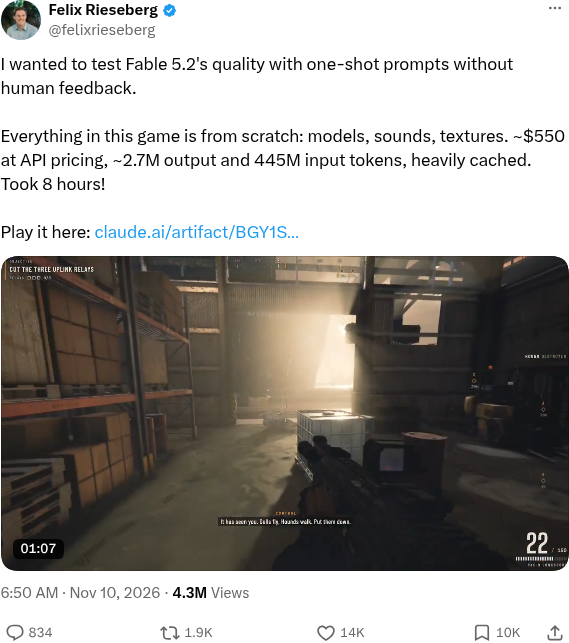 Felix Rieseberg
@felixrieseberg
I wanted to test Fable 5.2's quality with one-shot prompts without
human feedback.
Everything in this game is from scratch: models, sounds, textures. ~$550
at API pricing, ~2.7M output and 445M input tokens, heavily cached.
Took 8 hours!
Play it here: claude.ai/artifact/BGY1S...
CUT THE THREE UPLINK RELAYS
It has seen you. Gulls fly, Hounds walk. Put them down.
22 / 150
01:07
6:50 AM · Nov 10, 2026 · 4.3M Views
834 1.9K 14K 10K